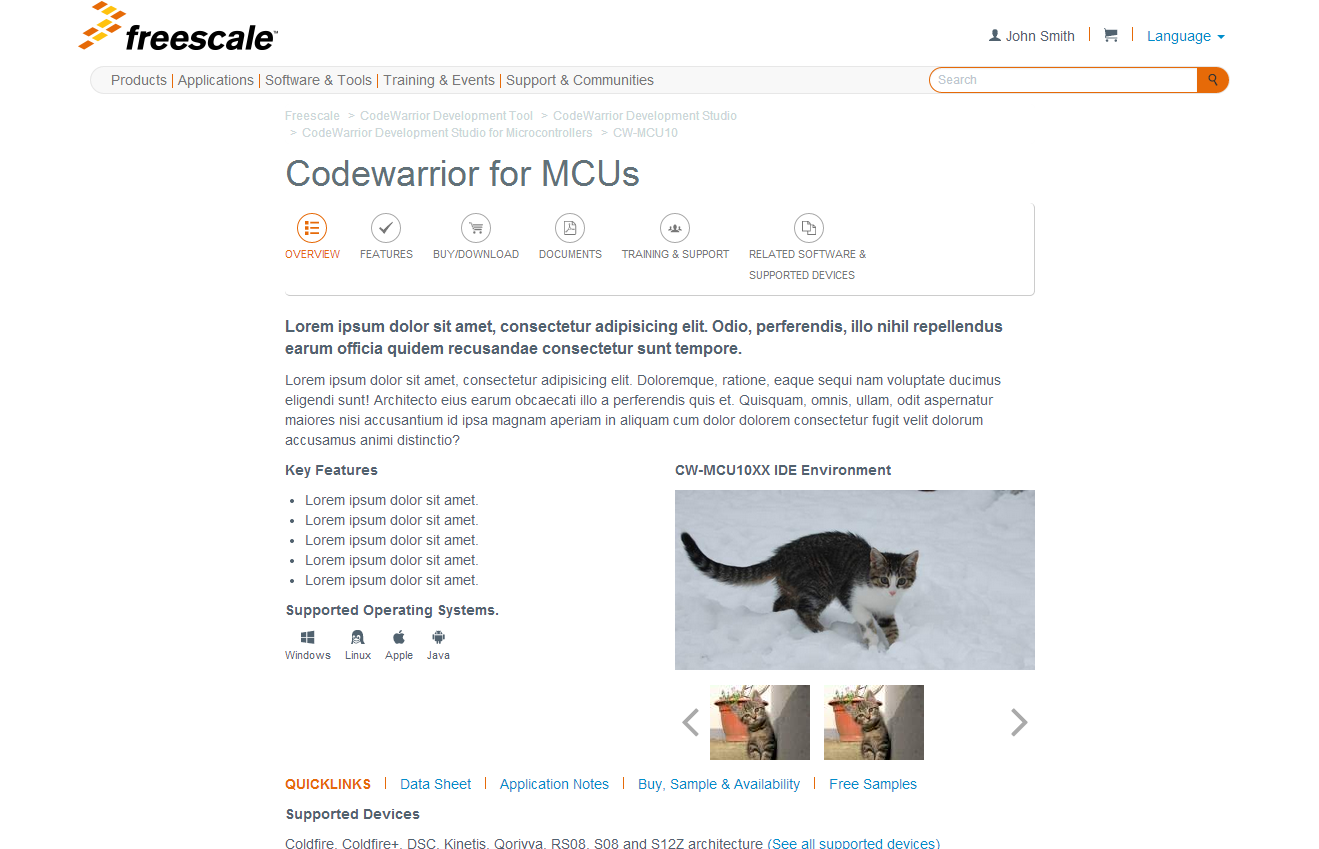 freescale™
John Smith
Language
Products | Applications | Software & Tools | Training & Events | Support & Communities
Search
Freescale > CodeWarrior Development Tool > CodeWarrior Development Studio
> CodeWarrior Development Studio for Microcontrollers > CW-MCU10
Codewarrior for MCUs
OVERVIEW
FEATURES
BUY/DOWNLOAD
DOCUMENTS
TRAINING & SUPPORT
RELATED SOFTWARE &
SUPPORTED DEVICES
Lorem ipsum dolor sit amet, consectetur adipisicing elit. Odio, perferendis, illo nihil repellendus
earum officia quidem recusandae consectetur sunt tempore.
Lorem ipsum dolor sit amet, consectetur adipisicing elit. Doloremque, ratione, eaque sequi nam voluptate ducimus
eligendi sunt! Architecto eius earum obcaecati illo a perferendis quis et. Quisquam, omnis, ullam, odit aspernatur
maiores nisi accusantium id ipsa magnam aperiam in aliquam cum dolor dolorem consectetur fugit velit dolorum
accusamus animi distinctio?
Key Features
• Lorem ipsum dolor sit amet.
• Lorem ipsum dolor sit amet.
• Lorem ipsum dolor sit amet.
• Lorem ipsum dolor sit amet.
• Lorem ipsum dolor sit amet.
Supported Operating Systems.
Windows
Linux
Apple
Java
CW-MCU10XX IDE Environment
QUICKLINKS | Data Sheet | Application Notes | Buy, Sample & Availability | Free Samples
Supported Devices
Coldfire, Coldfire+, DSC, Kinetis, Qorivva, RS08, S08 and S12Z architecture (See all supported devices)